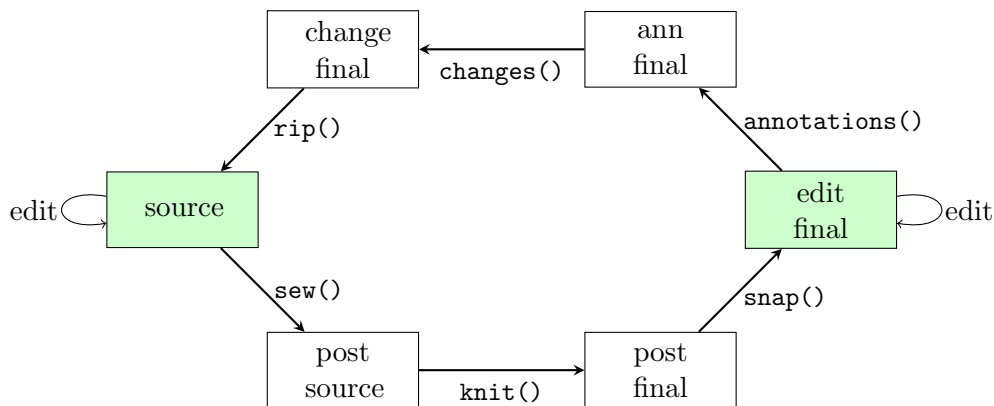 change
final
ann
final
changes()
rip()
annotations()
edit
source
edit
final
edit
sew()
snap()
post
source
post
final
knit()